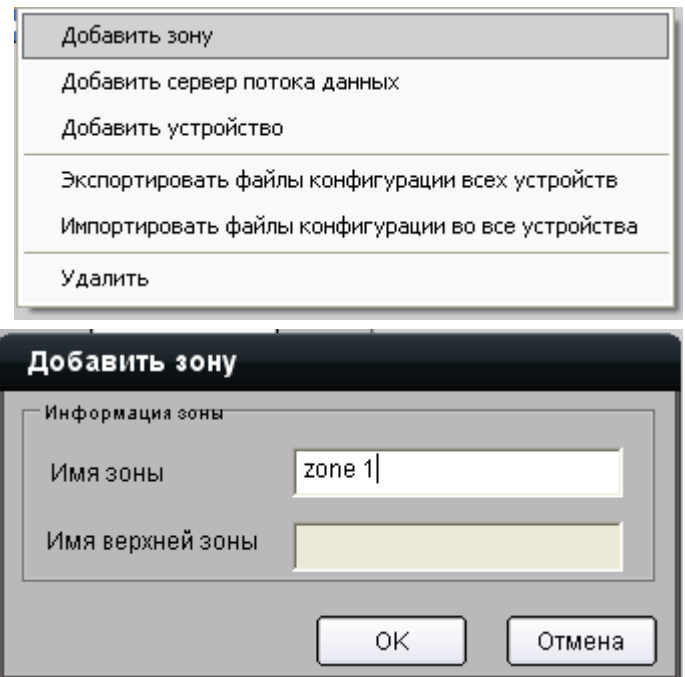 Добавить зону
Добавить сервер потока данных
Добавить устройство
Экспортировать файлы конфигурации всех устройств
Импортировать файлы конфигурации во все устройства
Удалить
Добавить зону
Информация зоны
Имя зоны
zone 1
Имя верхней зоны
OK
Отмена